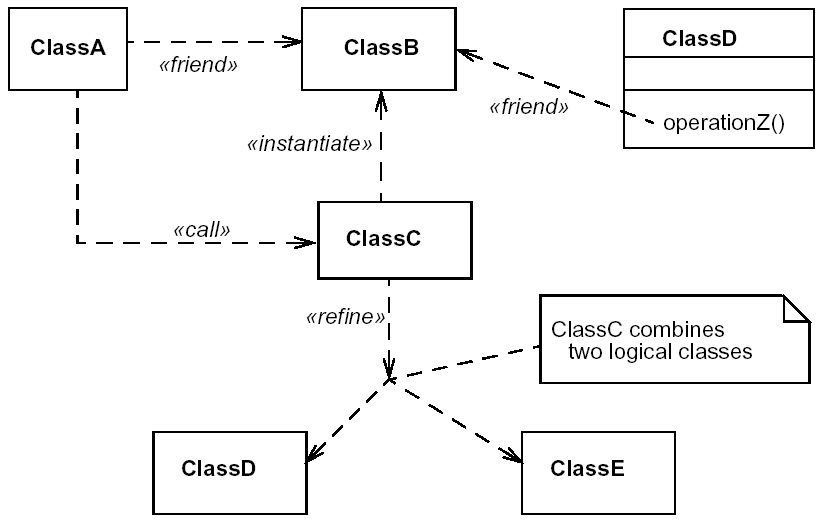 ClassA
«friend»
ClassB
ClassD
«friend»
operationZ()
«instantiate»
«call»
ClassC
«refine»
ClassC combines
two logical classes
ClassD
ClassE